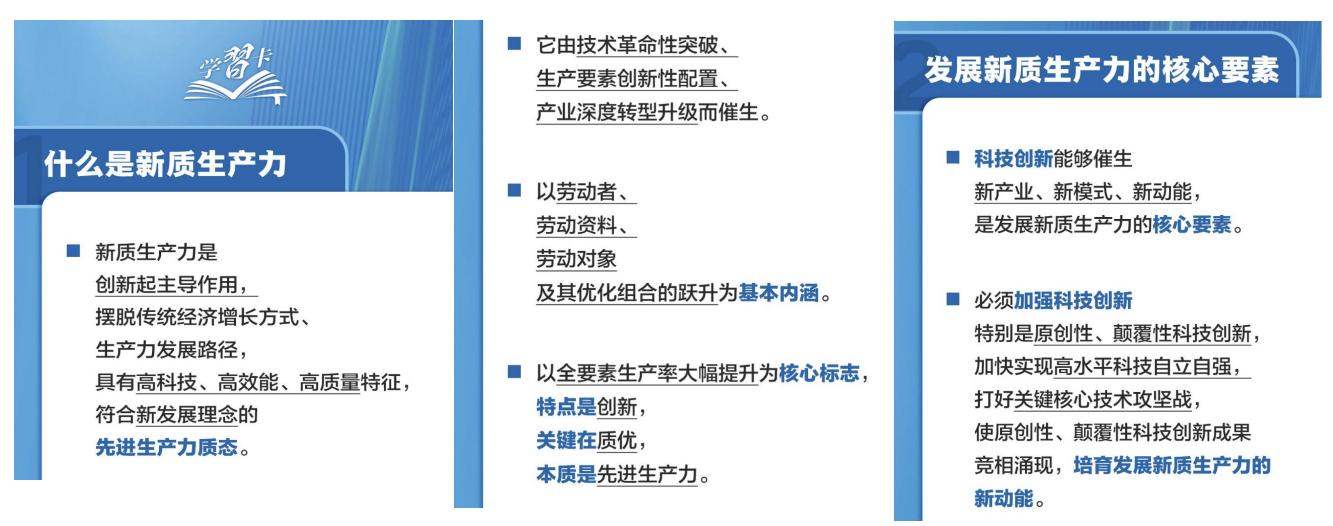 学習卡
1
什么是新质生产力
■ 新质生产力是
创新起主导作用，
摆脱传统经济增长方式、
生产力发展路径，
具有高科技、高效能、高质量特征，
符合新发展理念的
先进生产力质态。
■ 它由技术革命性突破、
生产要素创新性配置、
产业深度转型升级而催生。
■ 以劳动者、
劳动资料、
劳动对象
及其优化组合的跃升为基本内涵。
■ 以全要素生产率大幅提升为核心标志，
特点是创新，
关键在质优，
本质是先进生产力。
2
发展新质生产力的核心要素
■ 科技创新能够催生
新产业、新模式、新动能，
是发展新质生产力的核心要素。
■ 必须加强科技创新
特别是原创性、颠覆性科技创新，
加快实现高水平科技自立自强，
打好关键核心技术攻坚战，
使原创性、颠覆性科技创新成果
竞相涌现，培育发展新质生产力的
新动能。